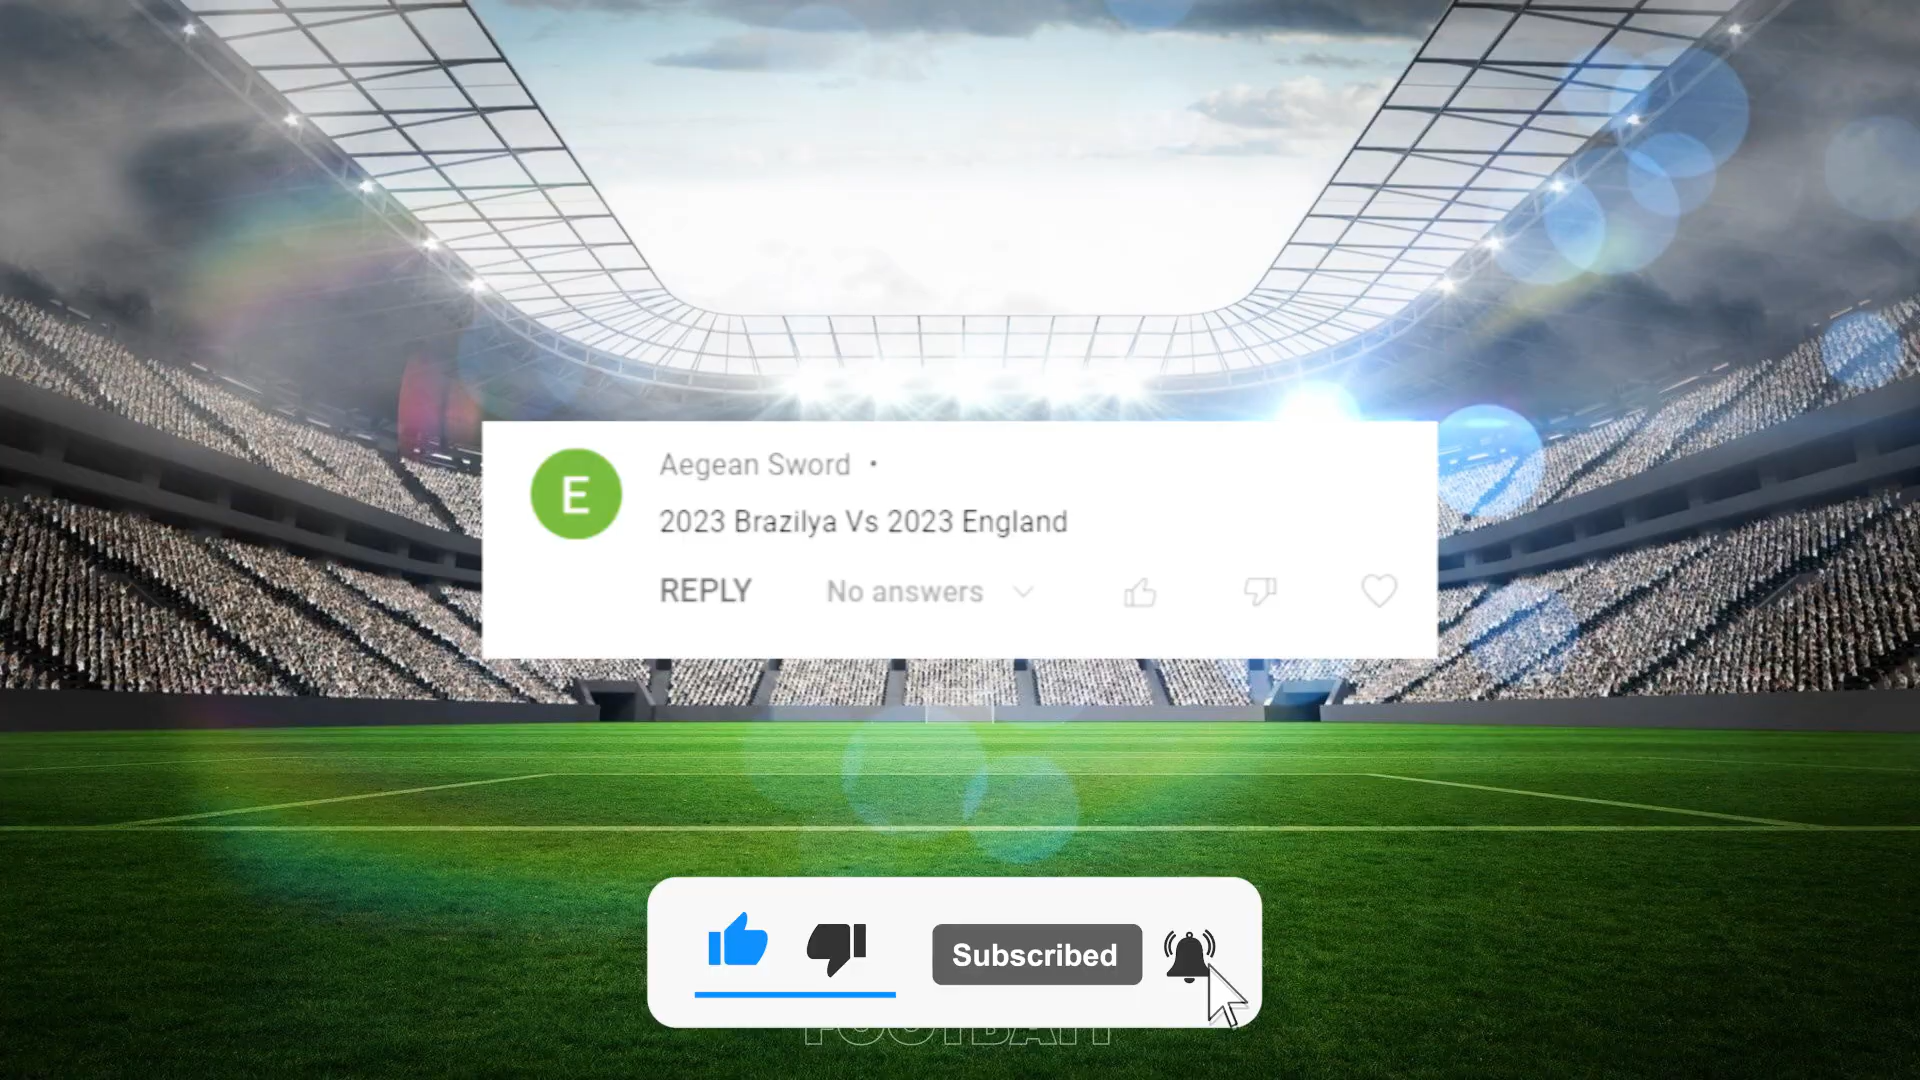 E
Aegean Sword •
2023 Brazilya Vs 2023 England
REPLY No answers
Subscribed